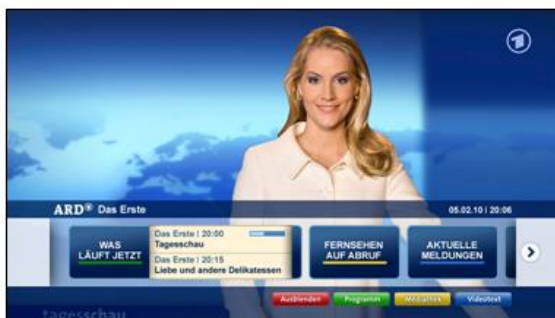 1
ARD Das Erste
05.02.10 | 20:06
WAS
LÄUFT JETZT
Das Erste | 20:00
Tagesschau
Das Erste | 20:15
Liebe und andere Delikatessen
FERNSEHEN
AUF ABRUF
AKTUELLE
MELDUNGEN
Ausblenden
Programm
Mediathek
Videotext
tagesschau